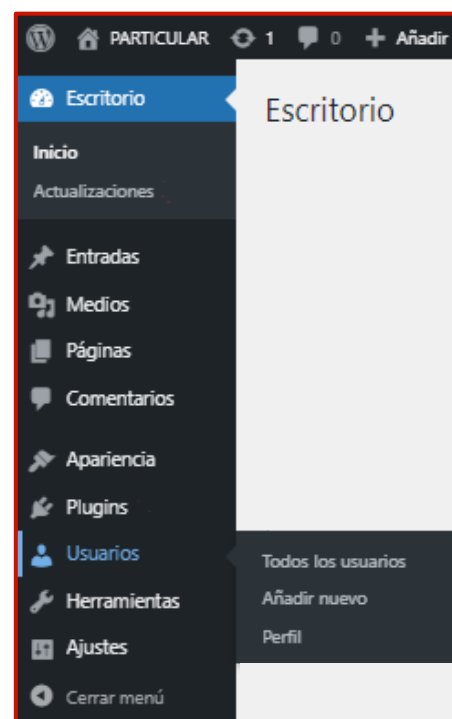 PARTICULAR 1 0 + Añadir
Escritorio
Escritorio
Inicio
Actualizaciones
Entradas
Medios
Páginas
Comentarios
Apariencia
Plugins
Usuarios
Todos los usuarios
Añadir nuevo
Perfil
Herramientas
Ajustes
Cerrar menú